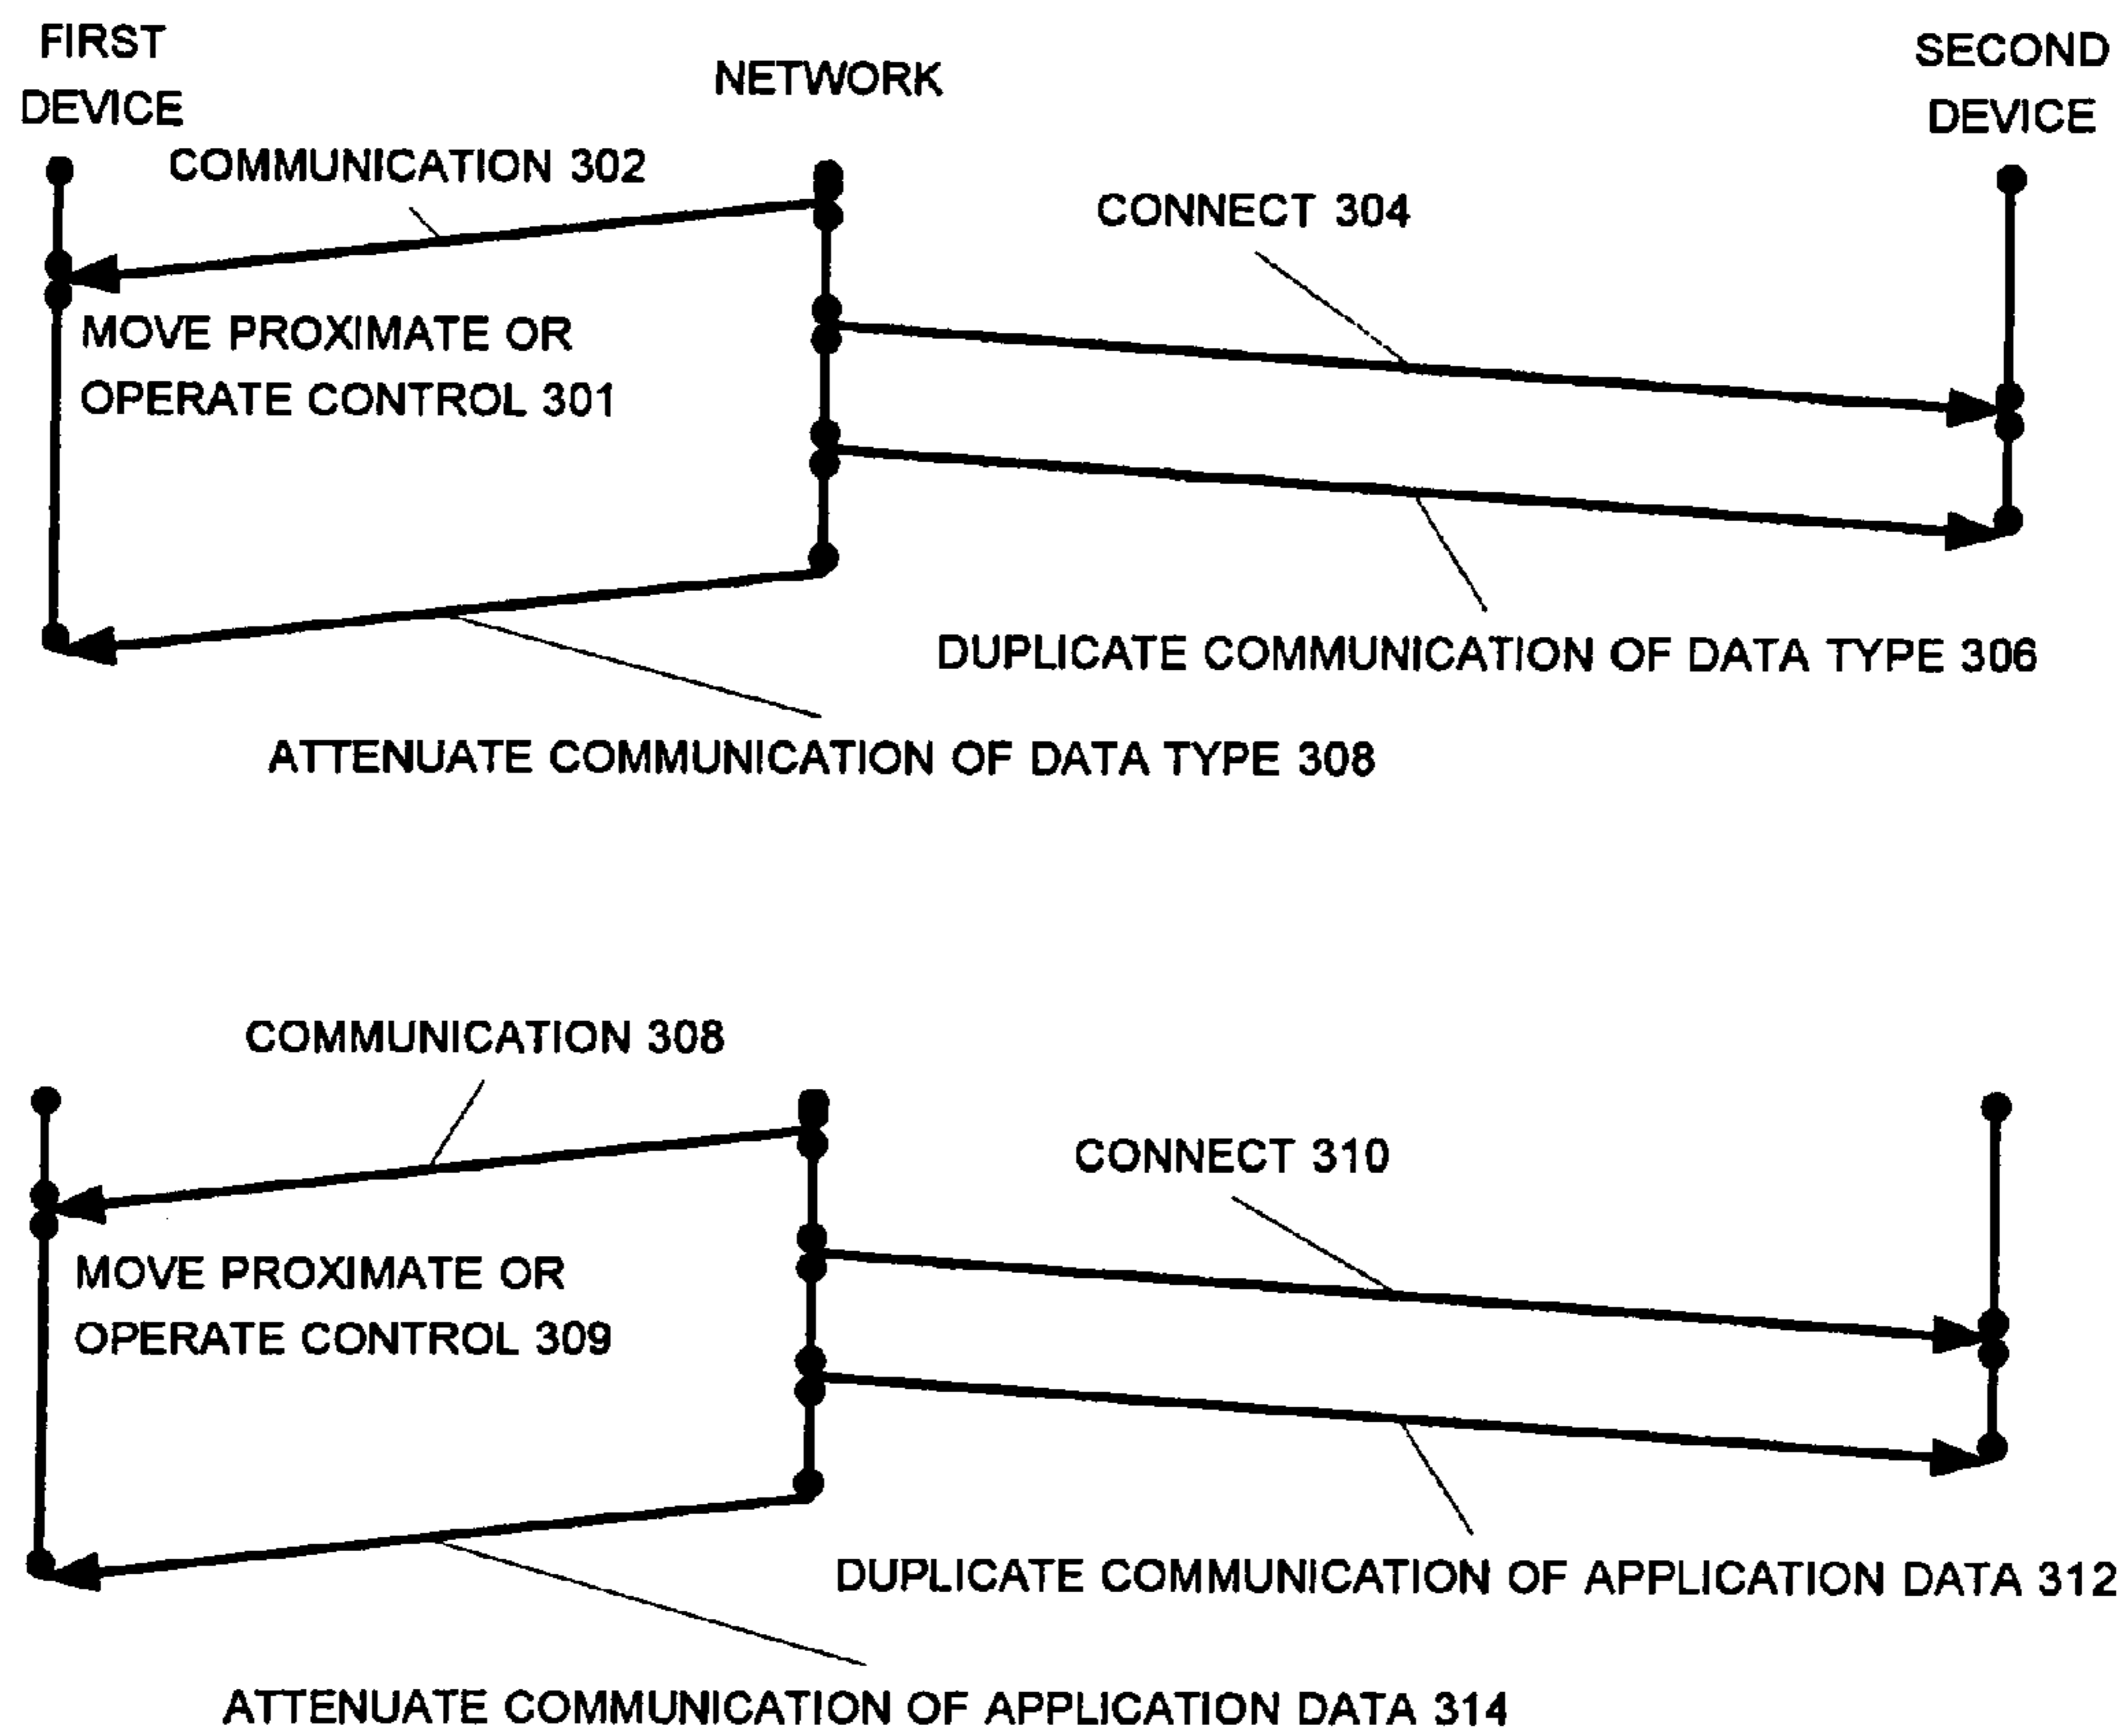 FIRST
DEVICE
NETWORK
SECOND
DEVICE
COMMUNICATION 302
CONNECT 304
MOVE PROXIMATE OR
OPERATE CONTROL 301
DUPLICATE COMMUNICATION OF DATA TYPE 306
ATTENUATE COMMUNICATION OF DATA TYPE 308
COMMUNICATION 308
CONNECT 310
MOVE PROXIMATE OR
OPERATE CONTROL 309
DUPLICATE COMMUNICATION OF APPLICATION DATA 312
ATTENUATE COMMUNICATION OF APPLICATION DATA 314